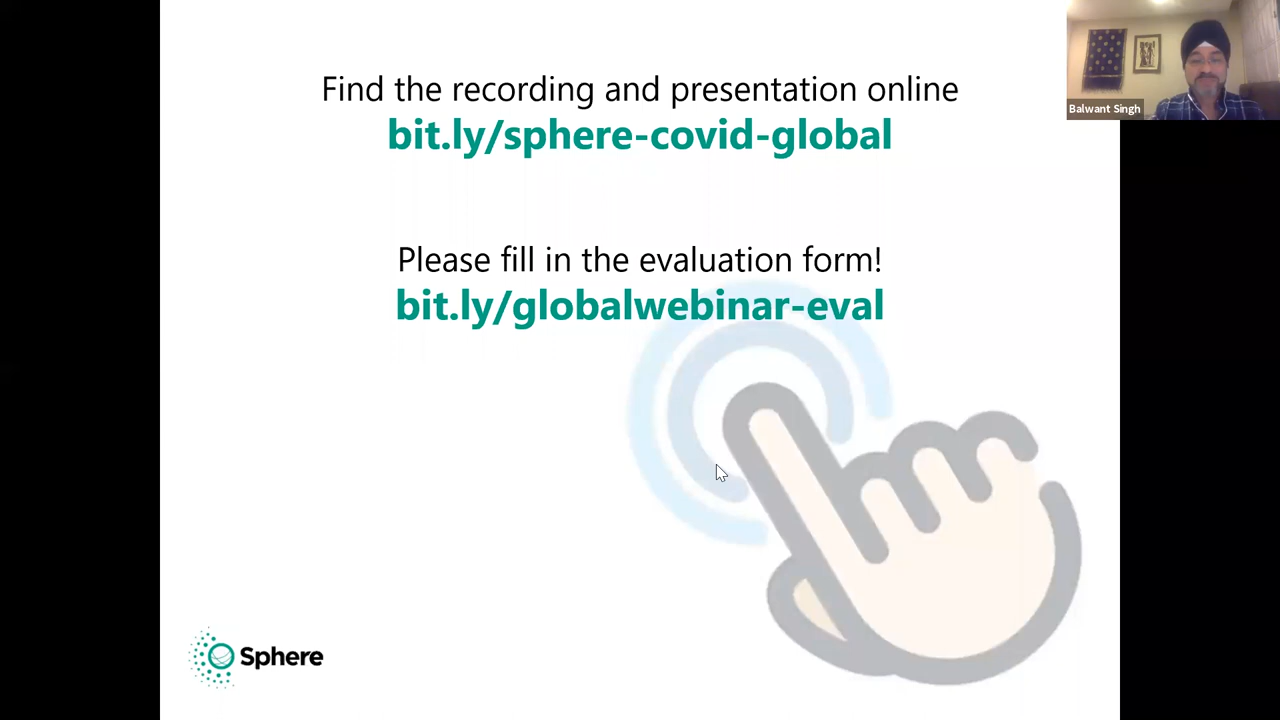 Find the recording and presentation online
bit.ly/sphere-covid-global
Please fill in the evaluation form!
bit.ly/globalwebinar-eval
Sphere
Balwant Singh